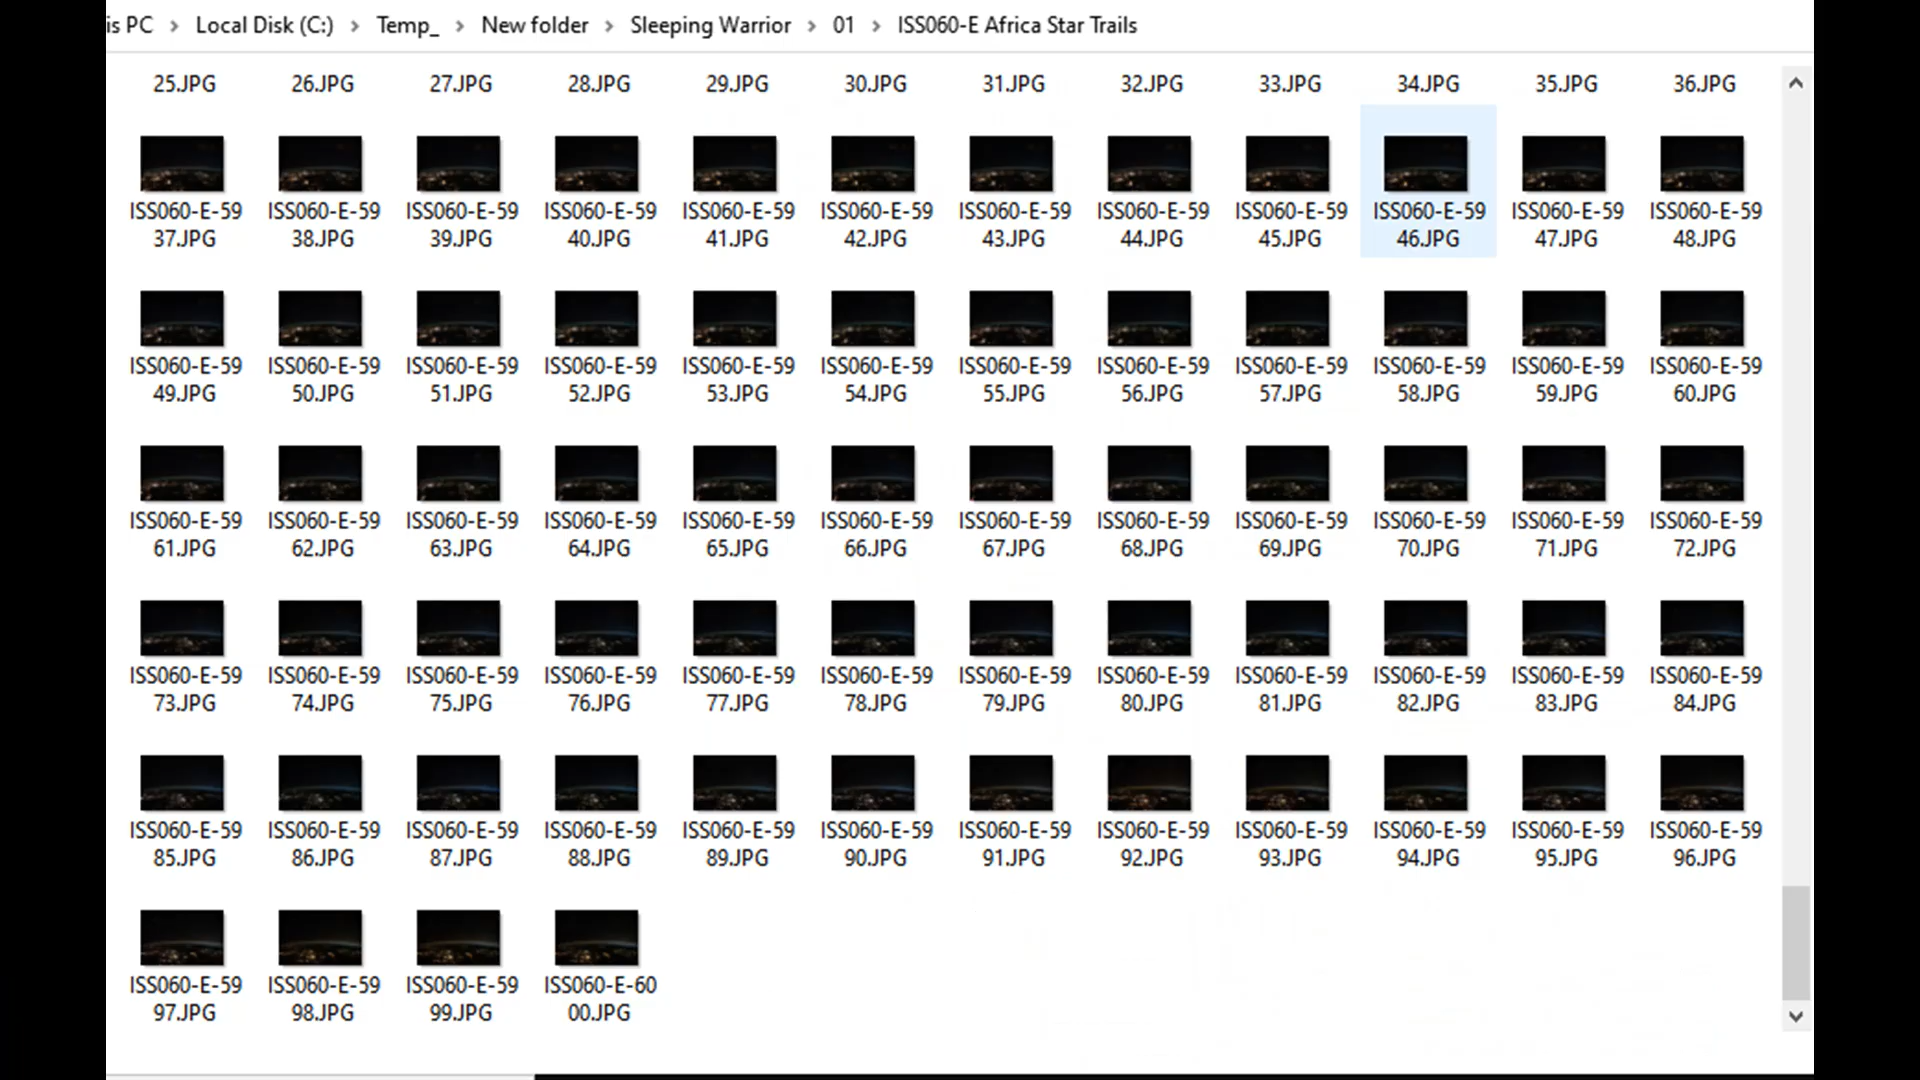 is PC > Local Disk (C:) > Temp_ > New folder > Sleeping Warrior > 01 > ISS060-E Africa Star Trails
25.JPG 26.JPG 27.JPG 28.JPG 29.JPG 30.JPG 31.JPG 32.JPG 33.JPG 34.JPG 35.JPG 36.JPG
ISS060-E-59 ISS060-E-59 ISS060-E-59 ISS060-E-59 ISS060-E-59 ISS060-E-59 ISS060-E-59 ISS060-E-59 ISS060-E-59 ISS060-E-59 ISS060-E-59 ISS060-E-59
37.JPG 38.JPG 39.JPG 40.JPG 41.JPG 42.JPG 43.JPG 44.JPG 45.JPG 46.JPG 47.JPG 48.JPG
ISS060-E-59 ISS060-E-59 ISS060-E-59 ISS060-E-59 ISS060-E-59 ISS060-E-59 ISS060-E-59 ISS060-E-59 ISS060-E-59 ISS060-E-59 ISS060-E-59 ISS060-E-59
49.JPG 50.JPG 51.JPG 52.JPG 53.JPG 54.JPG 55.JPG 56.JPG 57.JPG 58.JPG 59.JPG 60.JPG
ISS060-E-59 ISS060-E-59 ISS060-E-59 ISS060-E-59 ISS060-E-59 ISS060-E-59 ISS060-E-59 ISS060-E-59 ISS060-E-59 ISS060-E-59 ISS060-E-59 ISS060-E-59
61.JPG 62.JPG 63.JPG 64.JPG 65.JPG 66.JPG 67.JPG 68.JPG 69.JPG 70.JPG 71.JPG 72.JPG
ISS060-E-59 ISS060-E-59 ISS060-E-59 ISS060-E-59 ISS060-E-59 ISS060-E-59 ISS060-E-59 ISS060-E-59 ISS060-E-59 ISS060-E-59 ISS060-E-59 ISS060-E-59
73.JPG 74.JPG 75.JPG 76.JPG 77.JPG 78.JPG 79.JPG 80.JPG 81.JPG 82.JPG 83.JPG 84.JPG
ISS060-E-59 ISS060-E-59 ISS060-E-59 ISS060-E-59 ISS060-E-59 ISS060-E-59 ISS060-E-59 ISS060-E-59 ISS060-E-59 ISS060-E-59 ISS060-E-59 ISS060-E-59
85.JPG 86.JPG 87.JPG 88.JPG 89.JPG 90.JPG 91.JPG 92.JPG 93.JPG 94.JPG 95.JPG 96.JPG
ISS060-E-59 ISS060-E-59 ISS060-E-59 ISS060-E-60
97.JPG 98.JPG 99.JPG 00.JPG